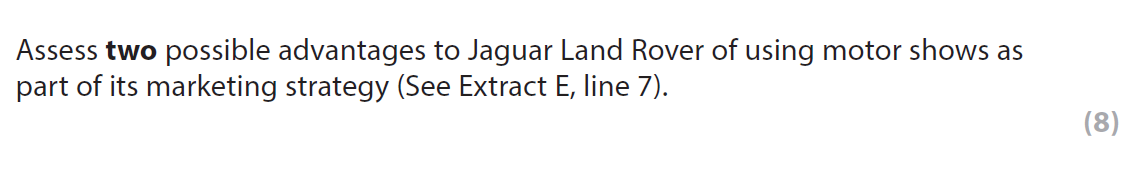 Assess two possible advantages to Jaguar Land Rover of using motor shows as
part of its marketing strategy (See Extract E, line 7).
(8)